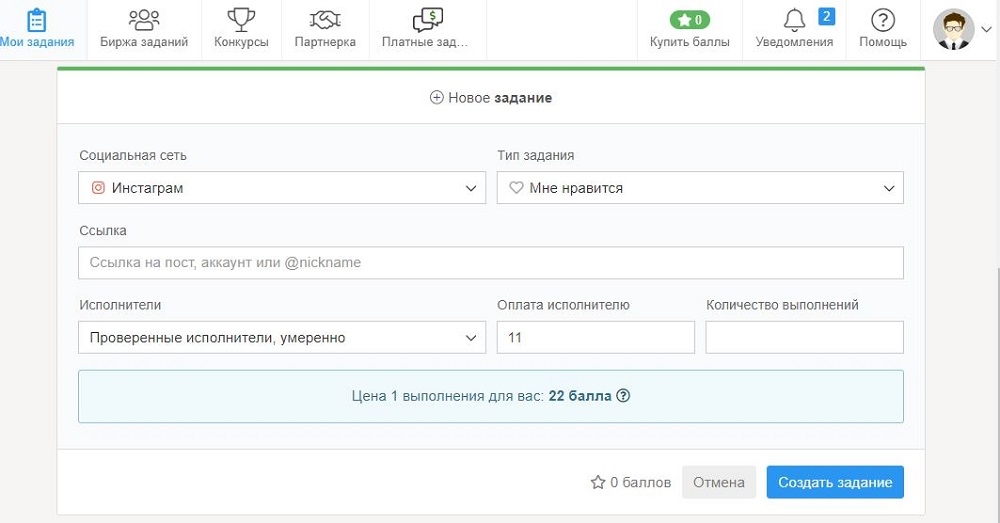 Мои задания
Биржа заданий
Конкурсы
Партнерка
Платные зад...
0
Купить баллы
2
Уведомления
Помощь
Новое задание
Социальная сеть
Тип задания
Инстаграм
Мне нравится
Ссылка
Ссылка на пост, аккаунт или @nickname
Исполнители
Оплата исполнителю
Количество выполнений
Проверенные исполнители, умеренно
11
Цена 1 выполнения для вас: 22 балла
0 баллов
Отмена
Создать задание